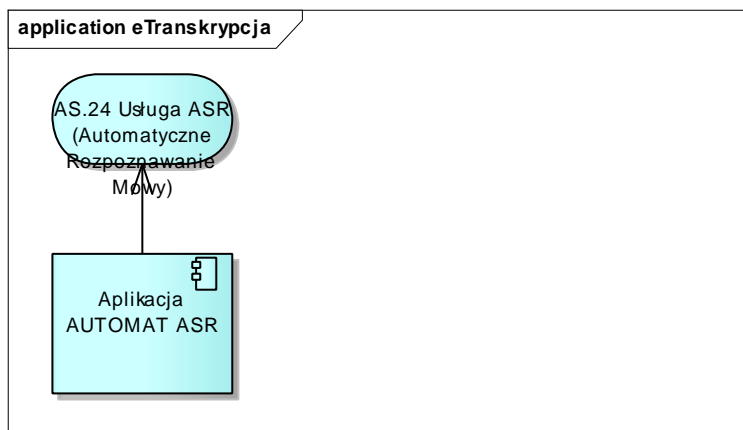 application eTranskrypcja
AS.24 Usługa ASR
(Automatyczne
Rozpoznawanie
Mowy)
Aplikacja
AUTOMAT ASR